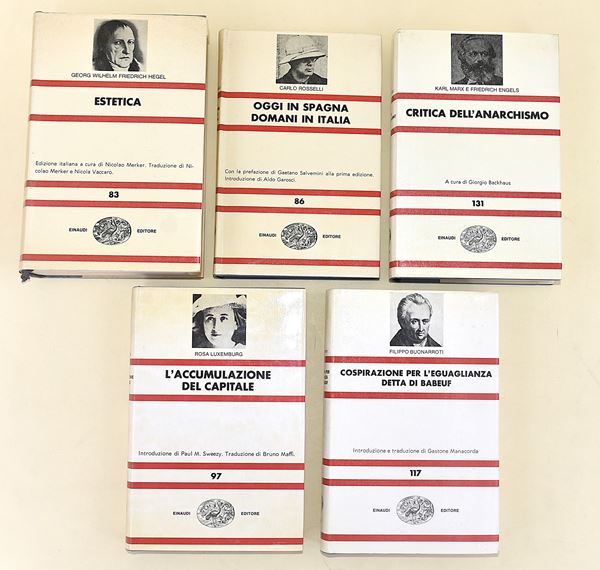 GEORG WILHELM FRIEDRICH HEGEL
ESTETICA
Edizione italiana a cura di Nicolao Merker. Traduzione di Ni-
colao Merker e Nicola Vaccaro.
83
EINAUDI EDITORE
CARLO ROSSELLI
OGGI IN SPAGNA
DOMANI IN ITALIA
Con la prefazione di Gaetano Salvemini alla prima edizione.
Introduzione di Aldo Garosci.
86
EINAUDI EDITORE
KARL MARX E FRIEDRICH ENGELS
CRITICA DELL'ANARCHISMO
A cura di Giorgio Backhaus
131
EINAUDI EDITORE
ROSA LUXEMBURG
L'ACCUMULAZIONE
DEL CAPITALE
Introduzione di Paul M. Sweezy. Traduzione di Bruno Maffi.
97
EINAUDI EDITORE
FILIPPO BUONARROTI
COSPIRAZIONE PER L'EGUAGLIANZA
DETTA DI BABEUF
Introduzione e traduzione di Gastone Manacorda
117
EINAUDI EDITORE